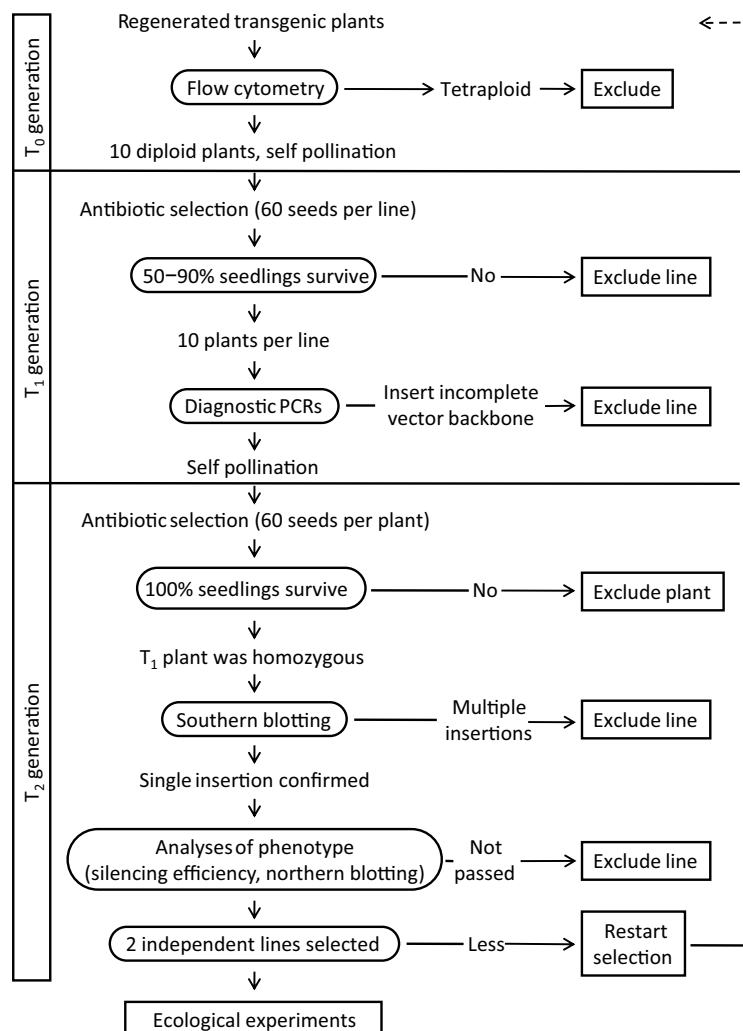 Regenerated transgenic plants
T0 generation
Flow cytometry
Tetraploid
Exclude
10 diploid plants, self pollination
T1 generation
Antibiotic selection (60 seeds per line)
50–90% seedlings survive
No
Exclude line
10 plants per line
Diagnostic PCRs
Insert incomplete
vector backbone
Exclude line
Self pollination
T2 generation
Antibiotic selection (60 seeds per plant)
100% seedlings survive
No
Exclude plant
T1 plant was homozygous
Southern blotting
Multiple
insertions
Exclude line
Single insertion confirmed
Analyses of phenotype
(silencing efficiency, northern blotting)
Not
passed
Exclude line
2 independent lines selected
Less
Restart
selection
Ecological experiments